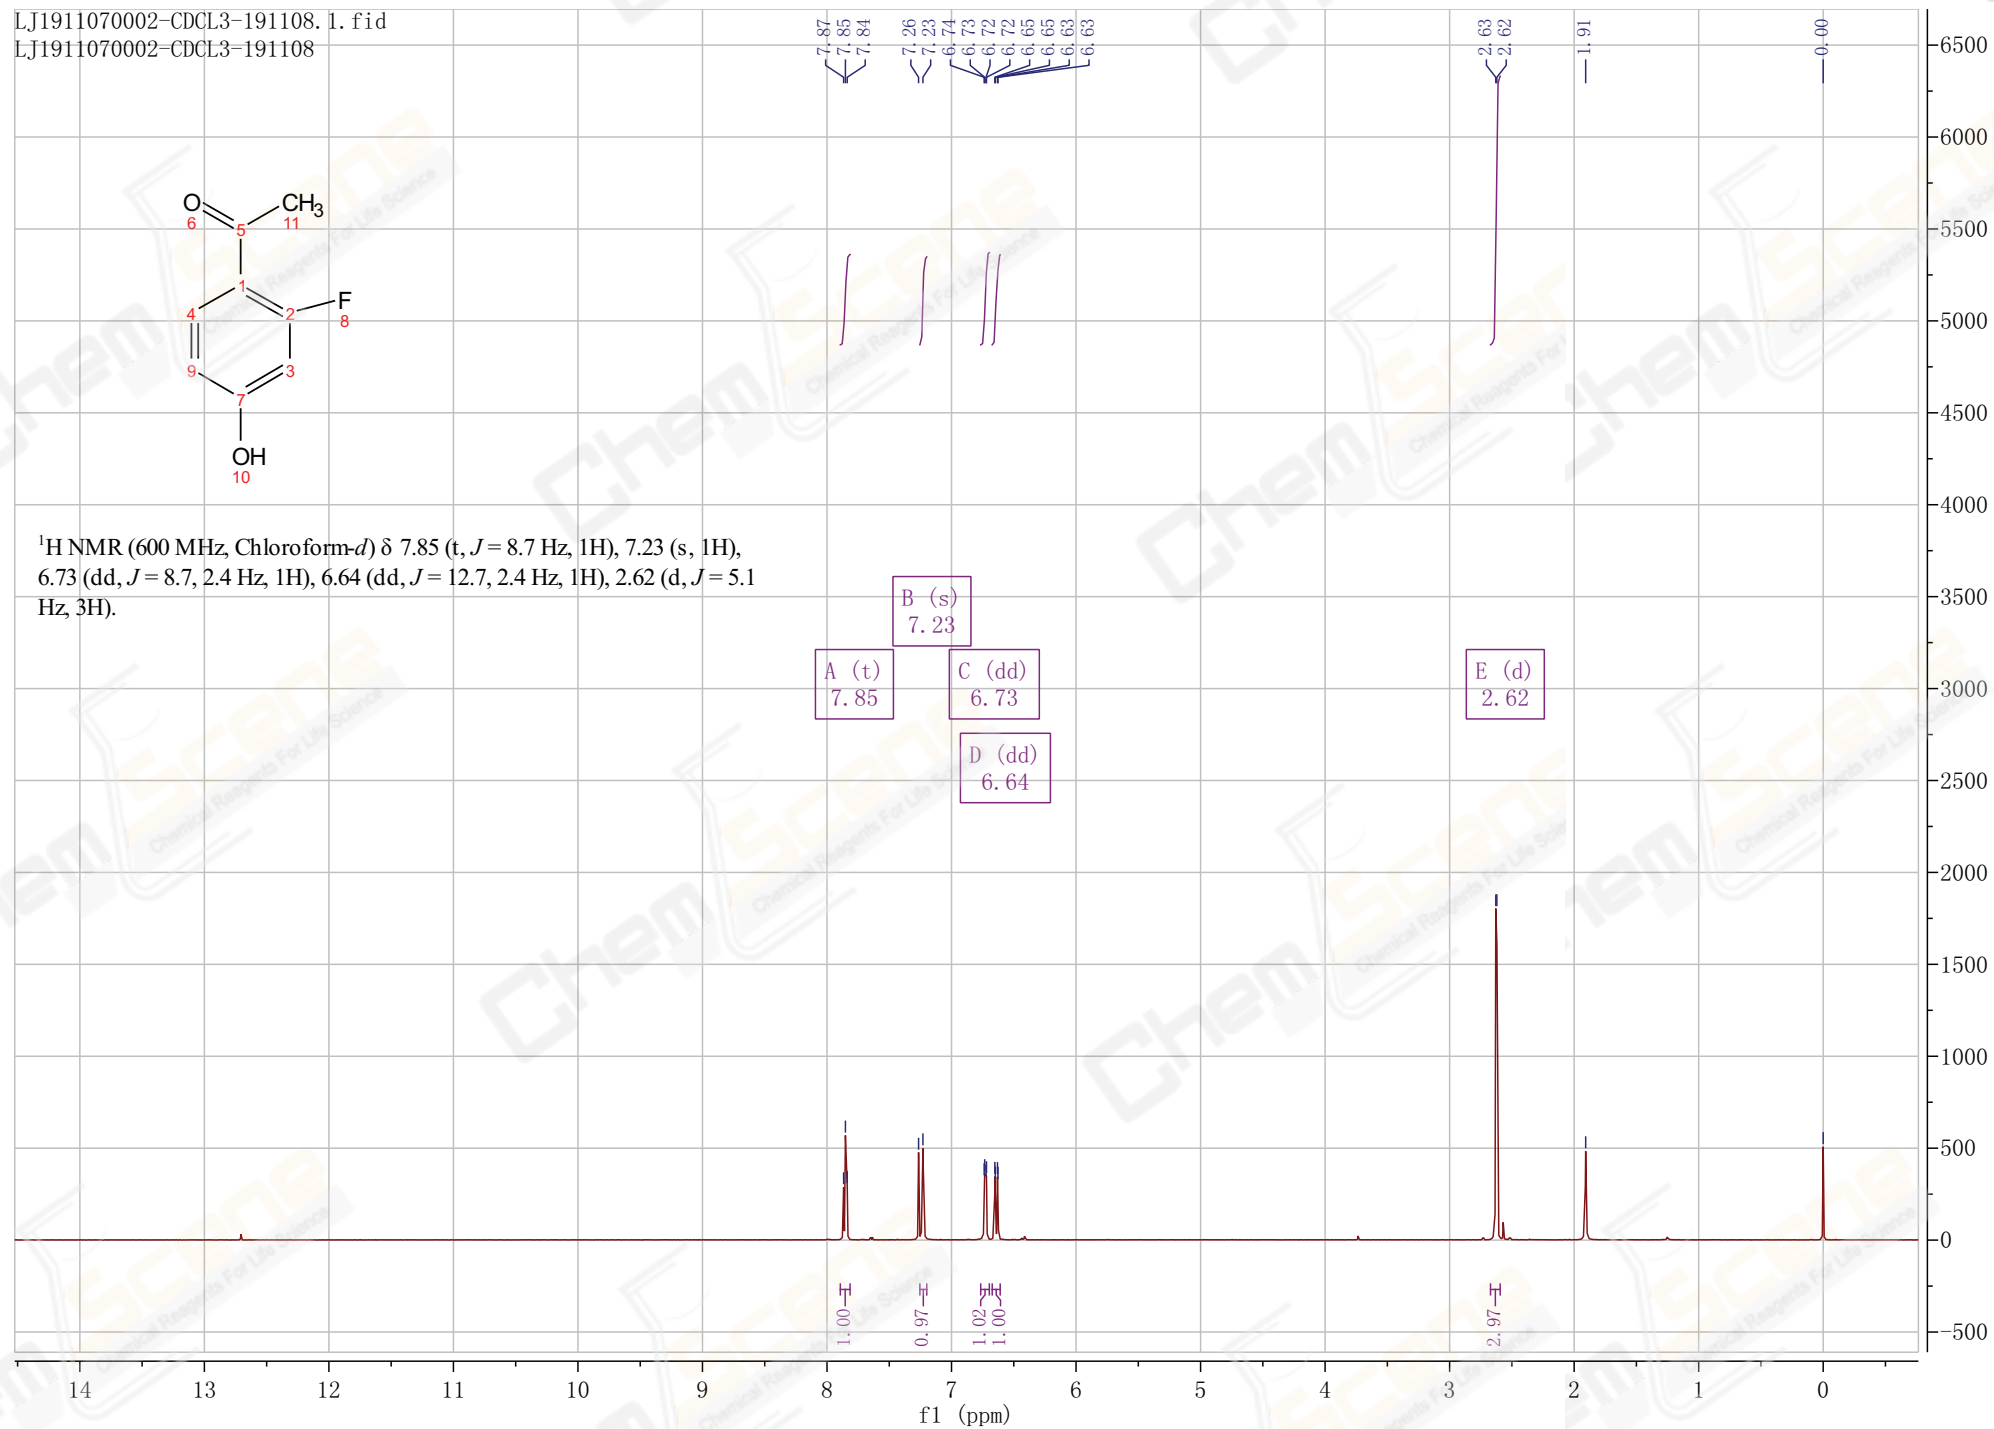 LJ1911070002-CDCL3-191108.1.fid
LJ1911070002-CDCL3-191108
7.87
7.85
7.84
7.26
7.23
6.74
6.73
6.72
6.72
6.65
6.65
6.63
6.63
2.63
2.62
1.91
0.00
O
6
CH3
11
5
1
4
2
F
8
9
3
7
OH
10
1H NMR (600 MHz, Chloroform-d) δ 7.85 (t, J = 8.7 Hz, 1H), 7.23 (s, 1H),
6.73 (dd, J = 8.7, 2.4 Hz, 1H), 6.64 (dd, J = 12.7, 2.4 Hz, 1H), 2.62 (d, J = 5.1
Hz, 3H).
B (s)
7.23
A (t)
7.85
C (dd)
6.73
D (dd)
6.64
E (d)
2.62
6500
6000
5500
5000
4500
4000
3500
3000
2500
2000
1500
1000
500
0
-500
1.00
0.97
1.02
1.00
2.97
14 13 12 11 10 9 8 7 6 5 4 3 2 1 0
f1 (ppm)
ChemScene
Chemical Reagents For Life Science